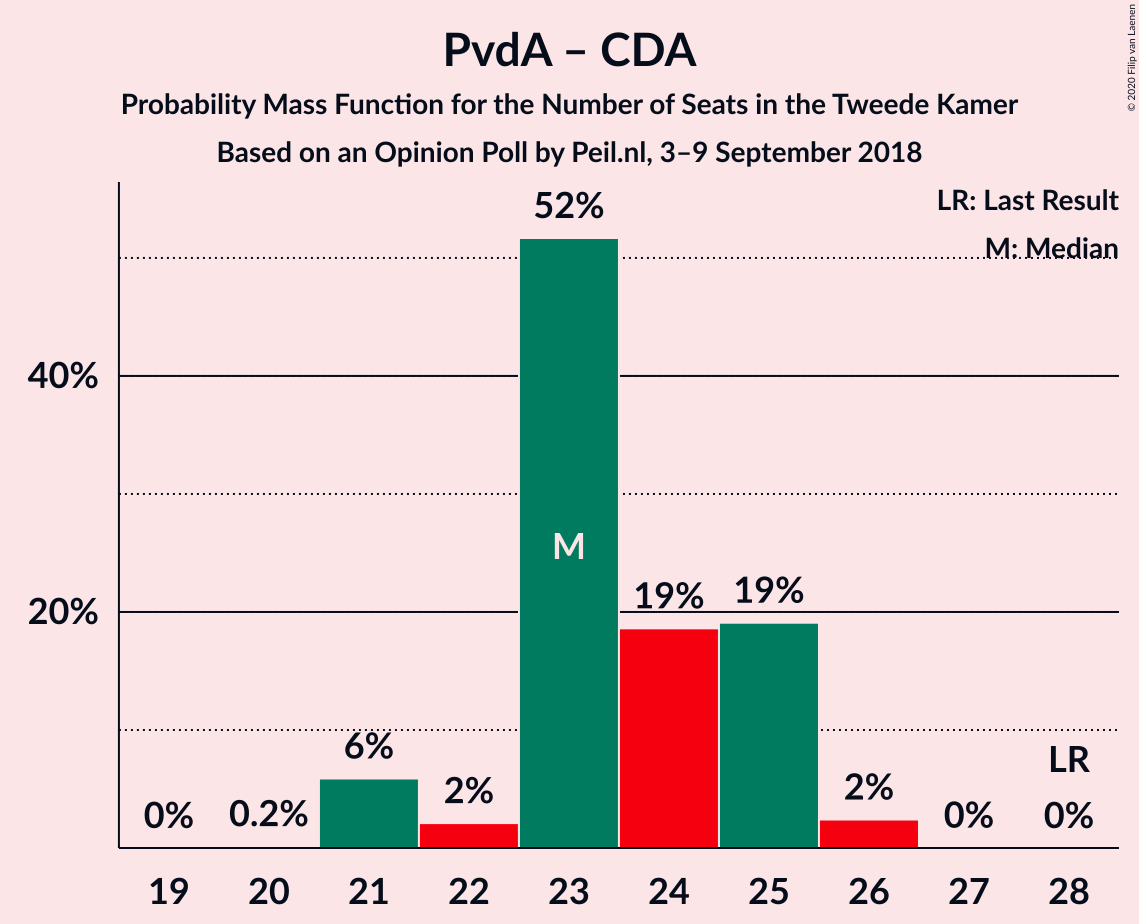 PvdA – CDA
Probability Mass Function for the Number of Seats in the Tweede Kamer
Based on an Opinion Poll by Peil.nl, 3–9 September 2018
© 2020 Filip van Laenen
LR: Last Result
M: Median
52%
40%
M
19%
19%
20%
6%
2%
2%
LR
0%
0.2%
0%
0%
19 20 21 22 23 24 25 26 27 28